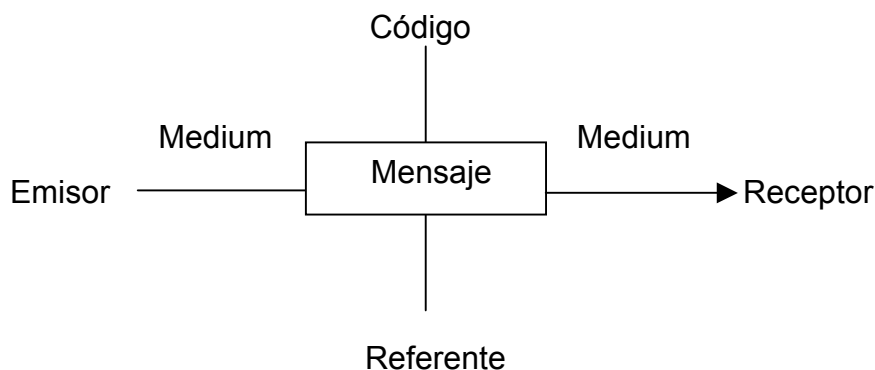 Código
Medium
Medium
Mensaje
Emisor
Receptor
Referente